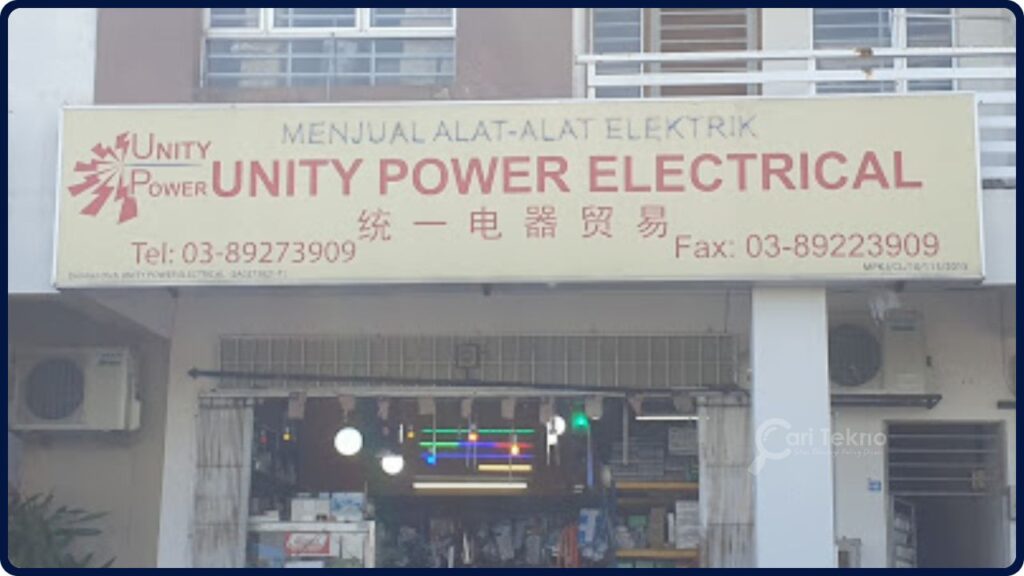 MENJUAL ALAT-ALAT ELEKTRIK
UNITY
POWER
UNITY POWER ELECTRICAL
统一电器贸易
Tel: 03-89273909
Fax: 03-89223909
Cari Tekno